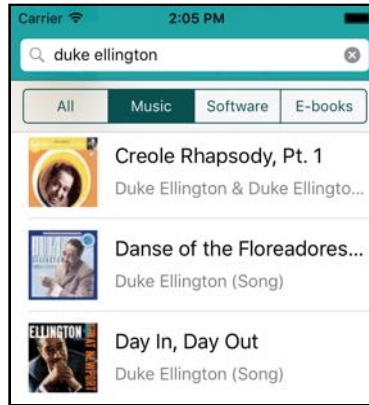 Carrier 2:05 PM
duke ellington
All Music Software E-books
Creole Rhapsody, Pt. 1
Duke Ellington & Duke Ellingto...
Danse of the Floreadores...
Duke Ellington (Song)
ELLINGTON
Day In, Day Out
Duke Ellington (Song)